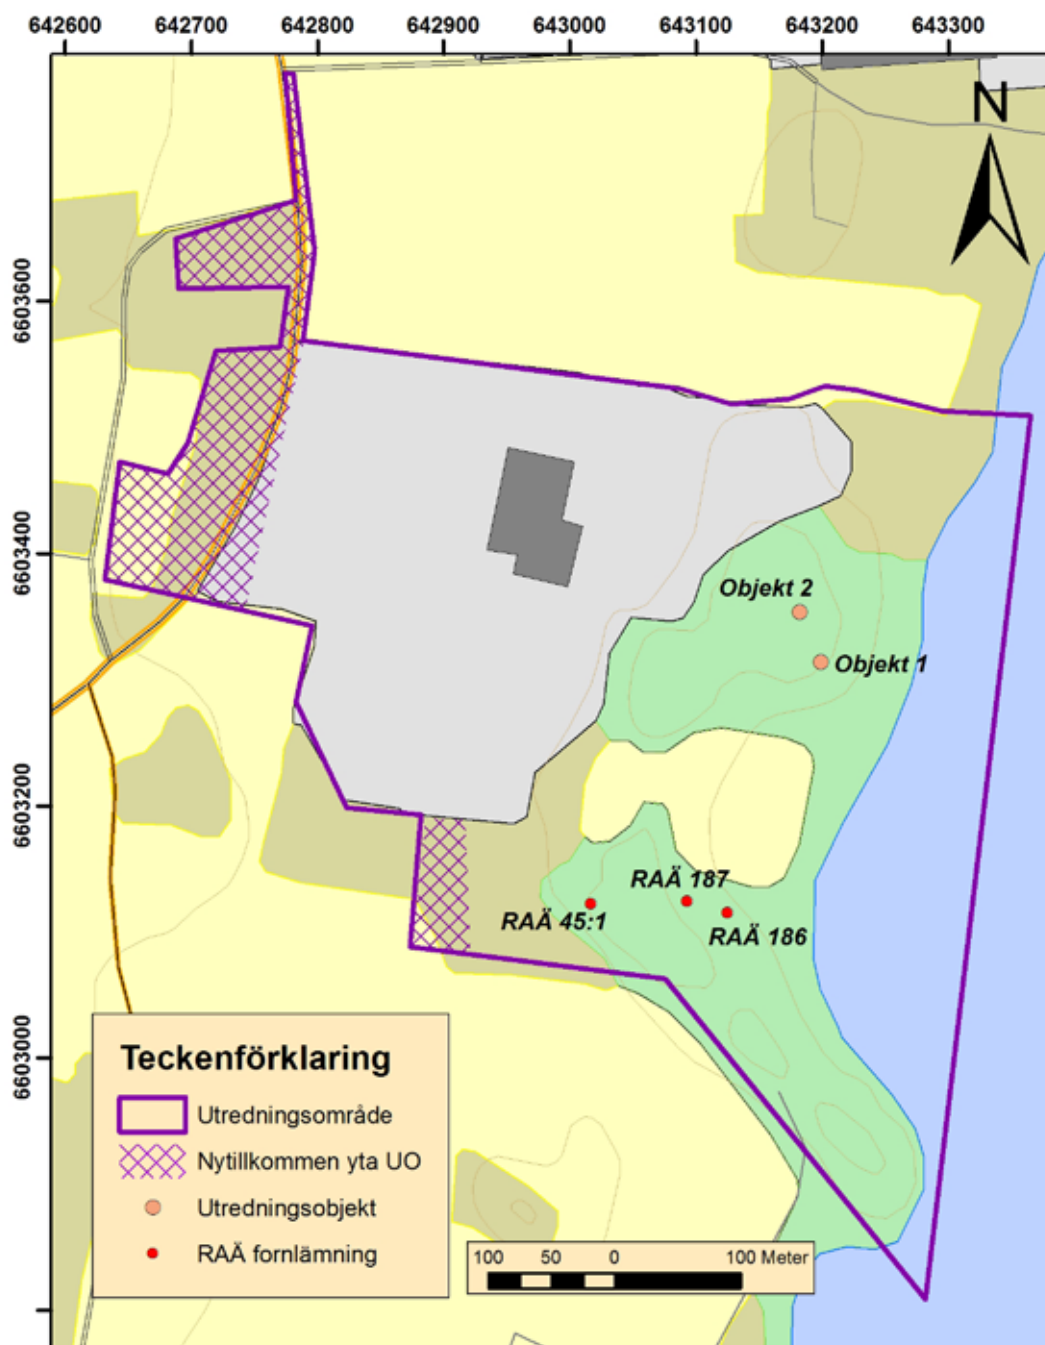 642600 642700 642800 642900 643000 643100 643200 643300
N
6603600
6603400
6603200
6603000
Objekt 2
Objekt 1
RAÄ 187
RAÄ 45:1
RAÄ 186
Teckenförklaring
Utredningsområde
Nytillkommen yta UO
Utredningsobjekt
RAÄ fornlämning
100 50 0 100 Meter